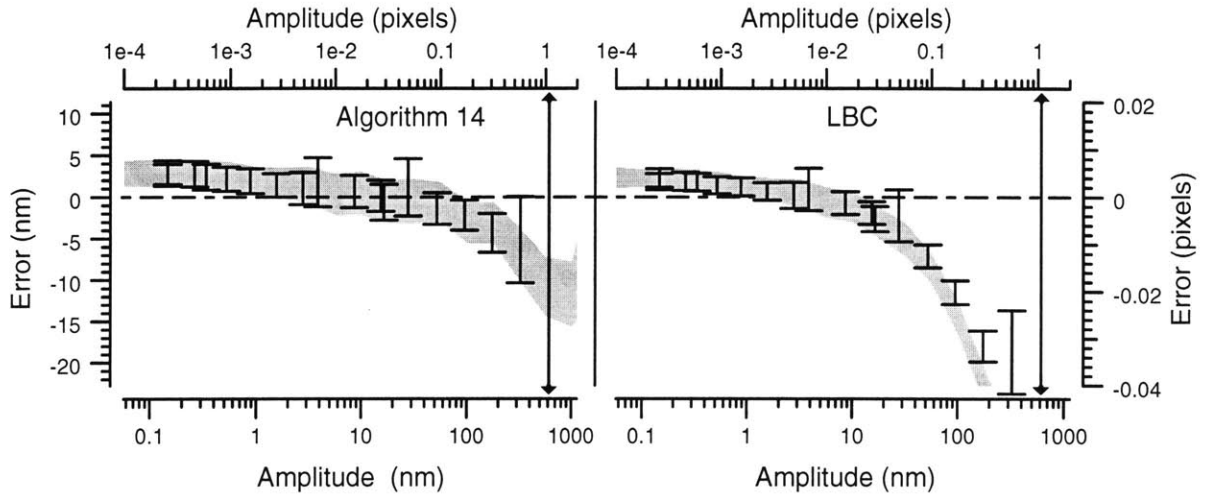 Amplitude (pixels) Amplitude (pixels)
1e-4 1e-3 1e-2 0.1 1 1e-4 1e-3 1e-2 0.1 1
10
5
0
-5
-10
-15
-20
Error (nm)
Algorithm 14
LBC
0.02
0
-0.02
-0.04
Error (pixels)
0.1 1 10 100 1000 0.1 1 10 100 1000
Amplitude (nm) Amplitude (nm)